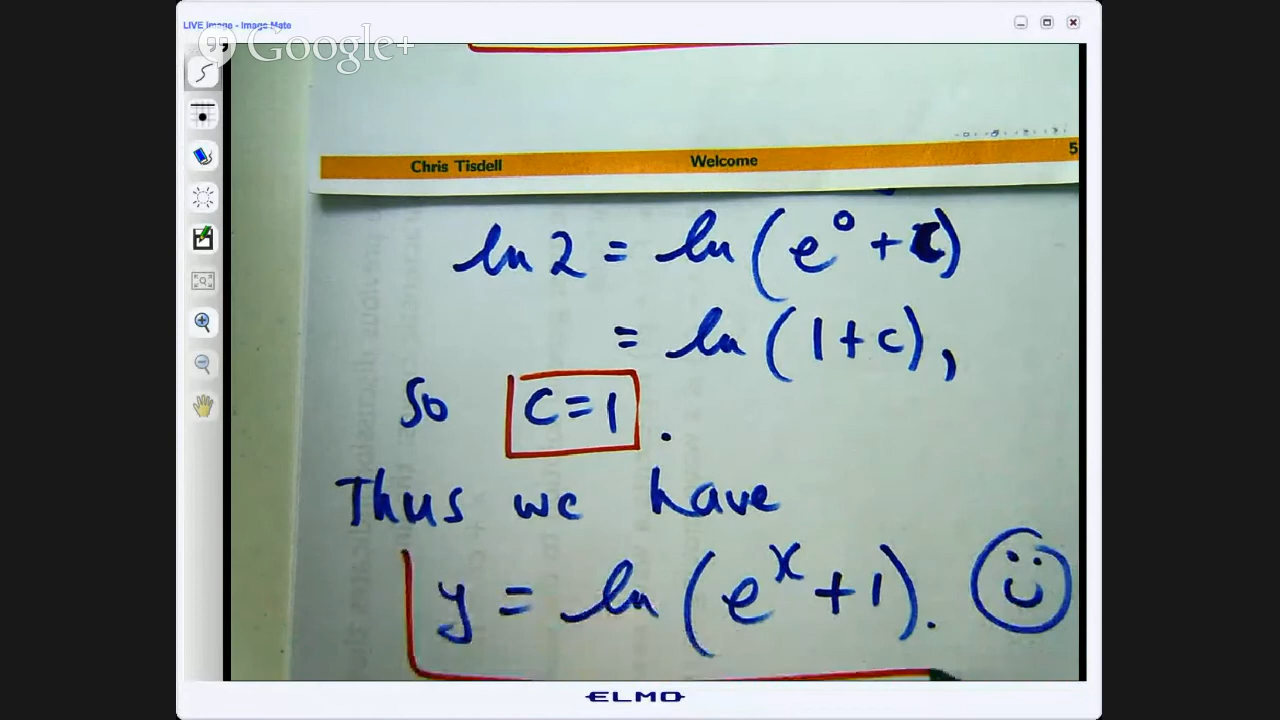 LIVE Image - Image Mate
Google+
Chris Tisdell Welcome 5
ln 2 = ln(e⁰ + c)
= ln(1 + c),
So c = 1.
Thus we have
y = ln(eˣ + 1).
ELMO